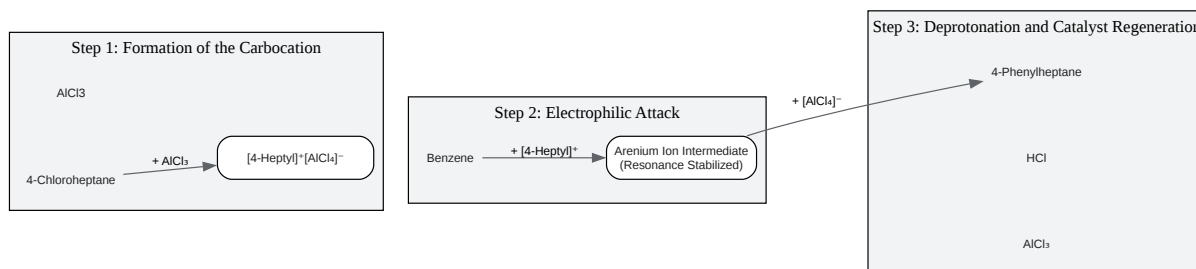 Step 1: Formation of the Carbocation
AlCl3
+ AlCl₃
[4-Heptyl]⁺[AlCl₄]⁻
4-Chloroheptane
Step 2: Electrophilic Attack
Benzene
+ [4-Heptyl]⁺
Arenium Ion Intermediate
(Resonance Stabilized)
+ [AlCl₄]⁻
Step 3: Deprotonation and Catalyst Regeneration
4-Phenylheptane
HCl
AlCl₃